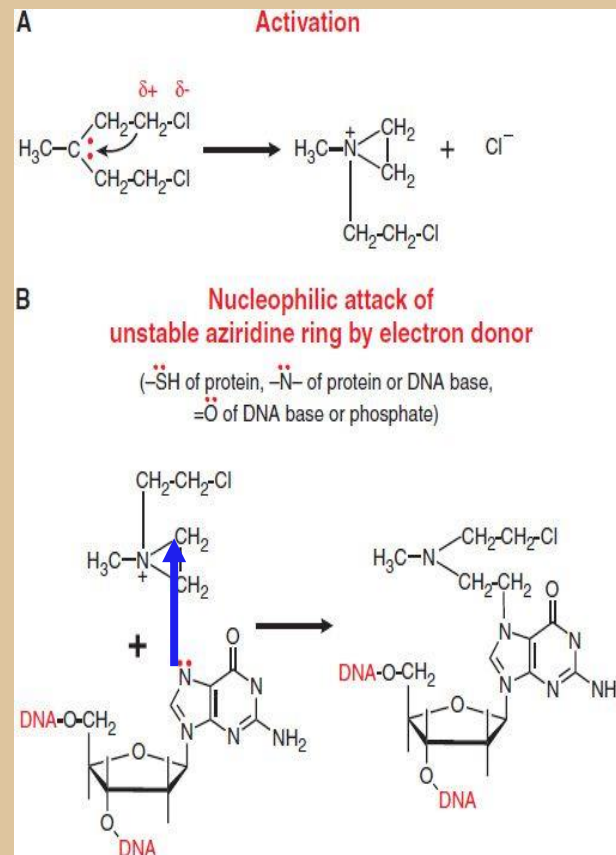 A Activation
δ+ δ-
CH2-CH2-Cl
H3C-C
CH2-CH2-Cl
H3C-N
+
CH2
CH2
CH2-CH2-Cl
+ Cl−
B Nucleophilic attack of
unstable aziridine ring by electron donor
(–SH of protein, –N– of protein or DNA base,
=O of DNA base or phosphate)
CH2-CH2-Cl
H3C-N
+
CH2
CH2
+
N
O
N
N
N
NH2
DNA-O-CH2
O
O
DNA
CH2-CH2-Cl
H3C-N
CH2-CH2
O
N
N
N
N
NH
DNA-O-CH2
O
O
DNA